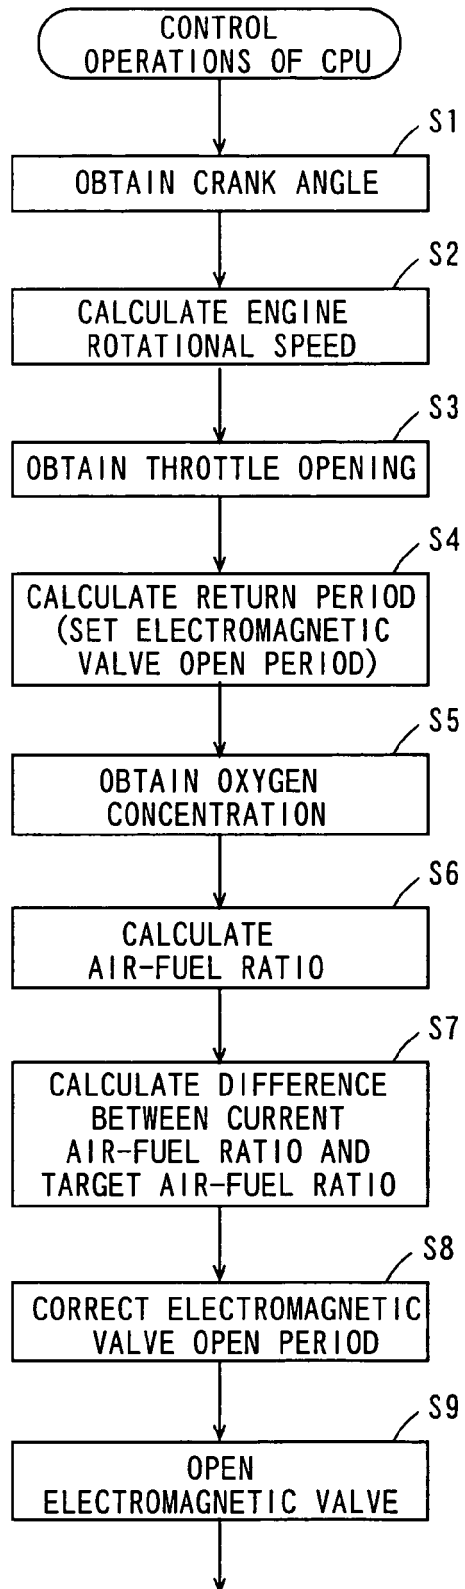 CONTROL
OPERATIONS OF CPU
S1
OBTAIN CRANK ANGLE
S2
CALCULATE ENGINE
ROTATIONAL SPEED
S3
OBTAIN THROTTLE OPENING
S4
CALCULATE RETURN PERIOD
(SET ELECTROMAGNETIC
VALVE OPEN PERIOD)
S5
OBTAIN OXYGEN
CONCENTRATION
S6
CALCULATE
AIR-FUEL RATIO
S7
CALCULATE DIFFERENCE
BETWEEN CURRENT
AIR-FUEL RATIO AND
TARGET AIR-FUEL RATIO
S8
CORRECT ELECTROMAGNETIC
VALVE OPEN PERIOD
S9
OPEN
ELECTROMAGNETIC VALVE